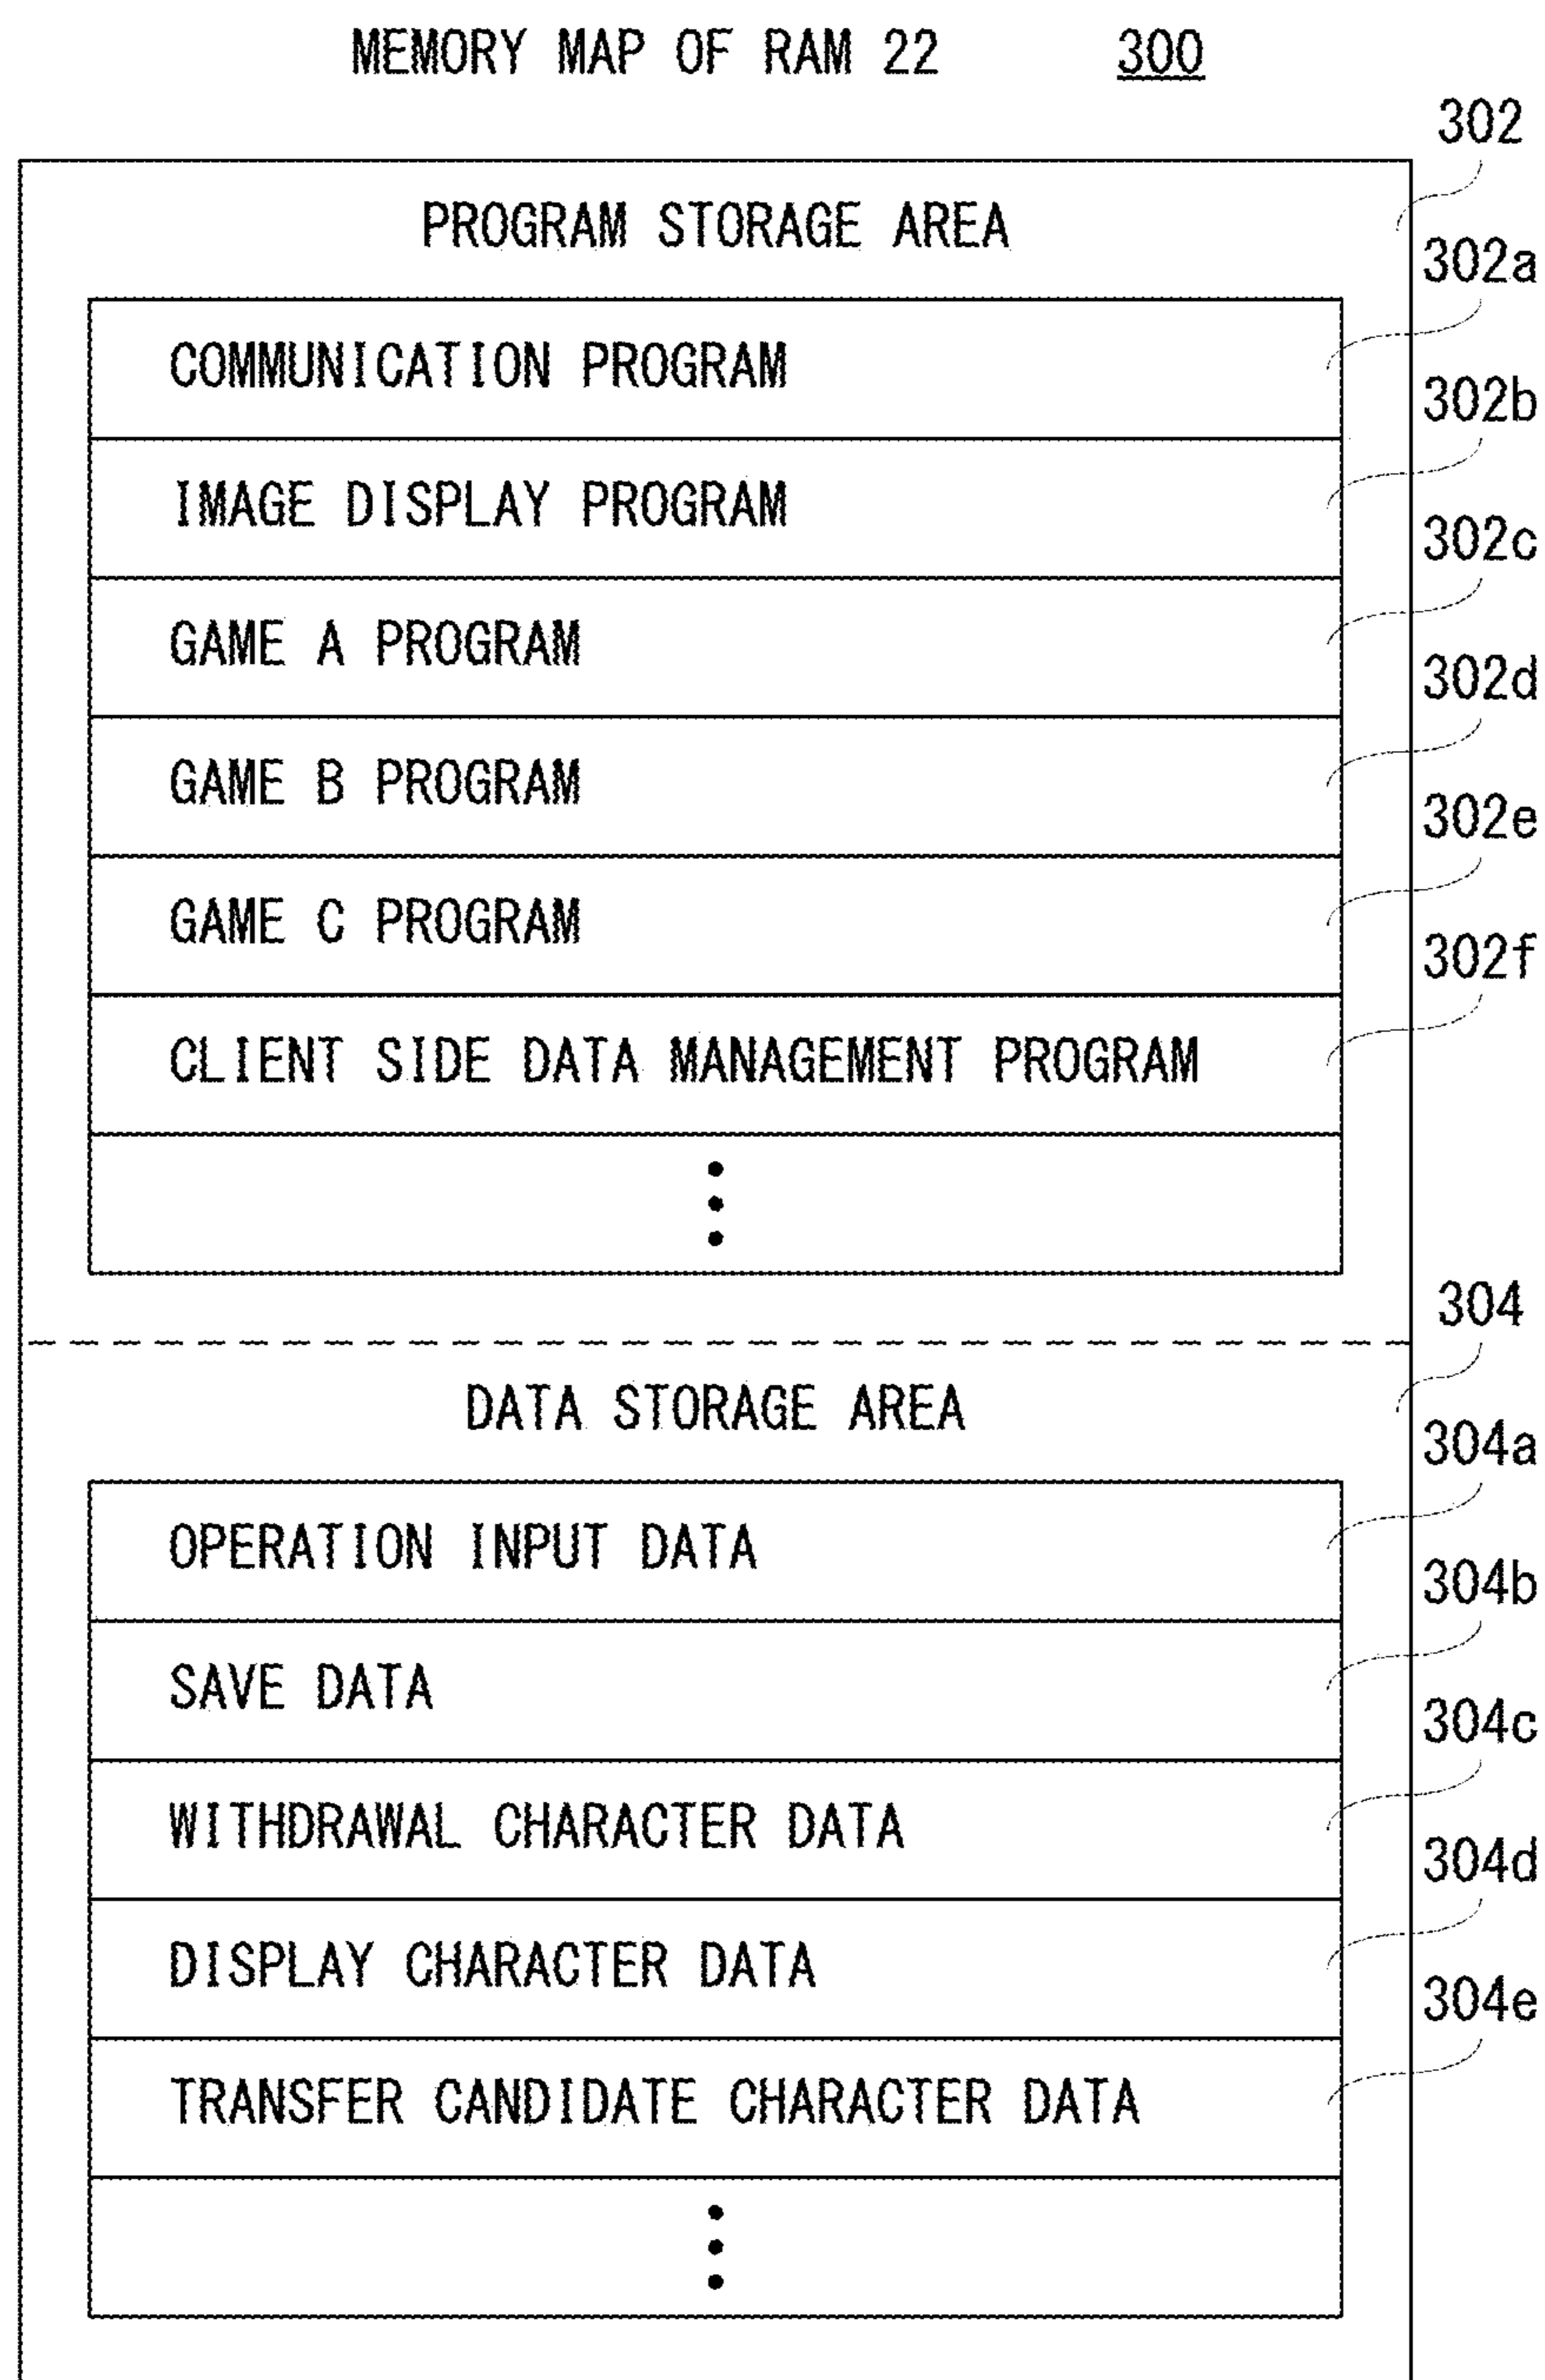 MEMORY MAP OF RAM 22 300
302
PROGRAM STORAGE AREA
302a
COMMUNICATION PROGRAM
302b
IMAGE DISPLAY PROGRAM
302c
GAME A PROGRAM
302d
GAME B PROGRAM
302e
GAME C PROGRAM
302f
CLIENT SIDE DATA MANAGEMENT PROGRAM
304
DATA STORAGE AREA
304a
OPERATION INPUT DATA
304b
SAVE DATA
304c
WITHDRAWAL CHARACTER DATA
304d
DISPLAY CHARACTER DATA
304e
TRANSFER CANDIDATE CHARACTER DATA